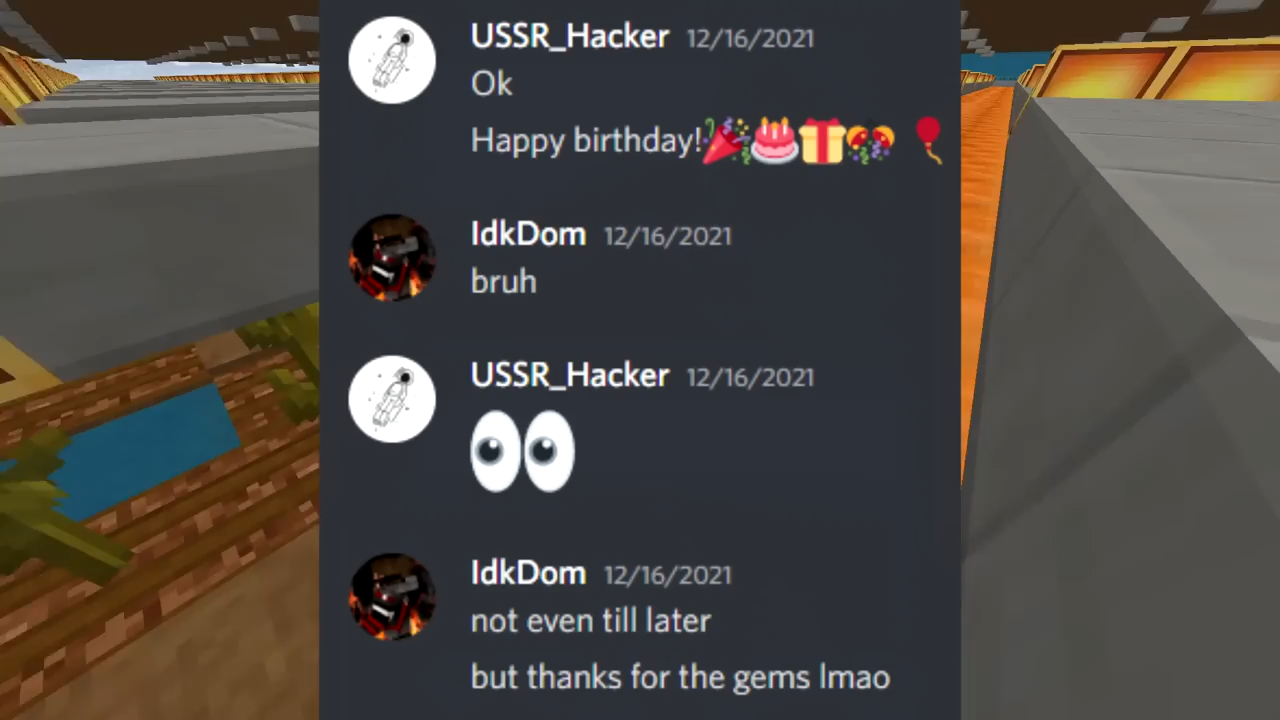 USSR_Hacker 12/16/2021
Ok
Happy birthday!🎉🎂🎁🎊🎈
IdkDom 12/16/2021
bruh
USSR_Hacker 12/16/2021
👀
IdkDom 12/16/2021
not even till later
but thanks for the gems lmao